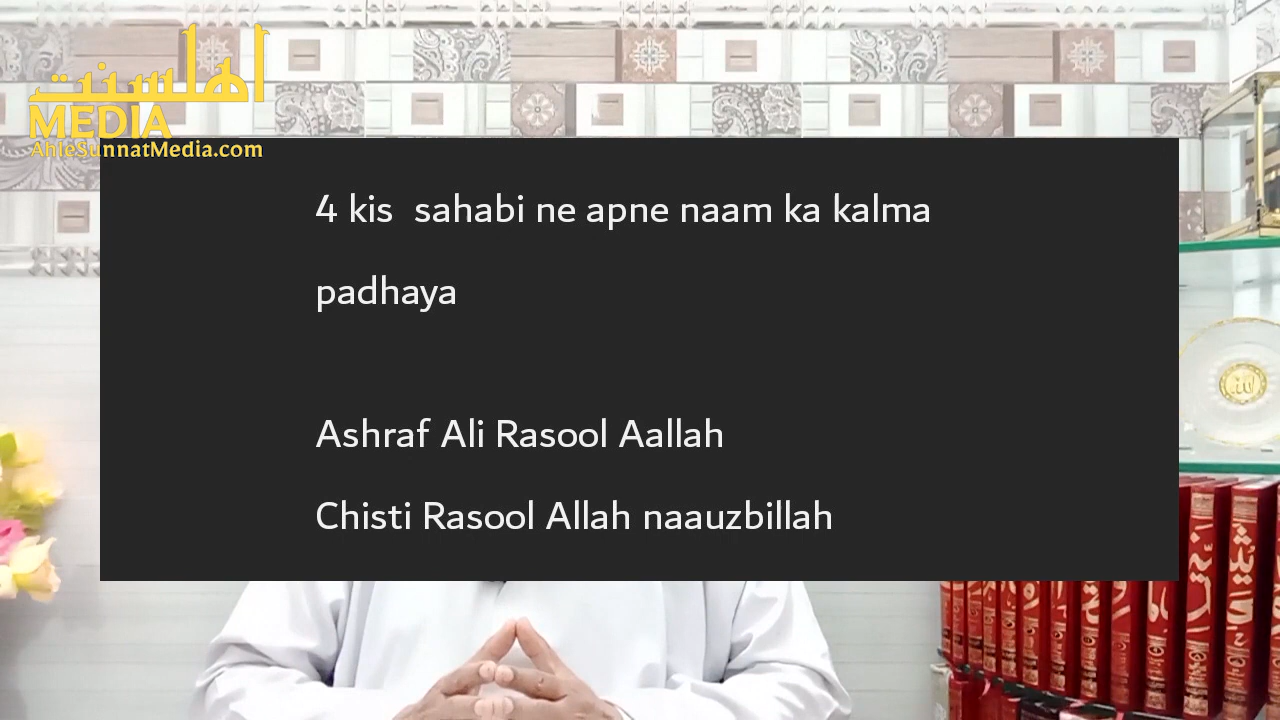 اهلسنت
MEDIA
AhleSunnatMedia.com
4 kis  sahabi ne apne naam ka kalma
padhaya
Ashraf Ali Rasool Aallah
Chisti Rasool Allah naauzbillah